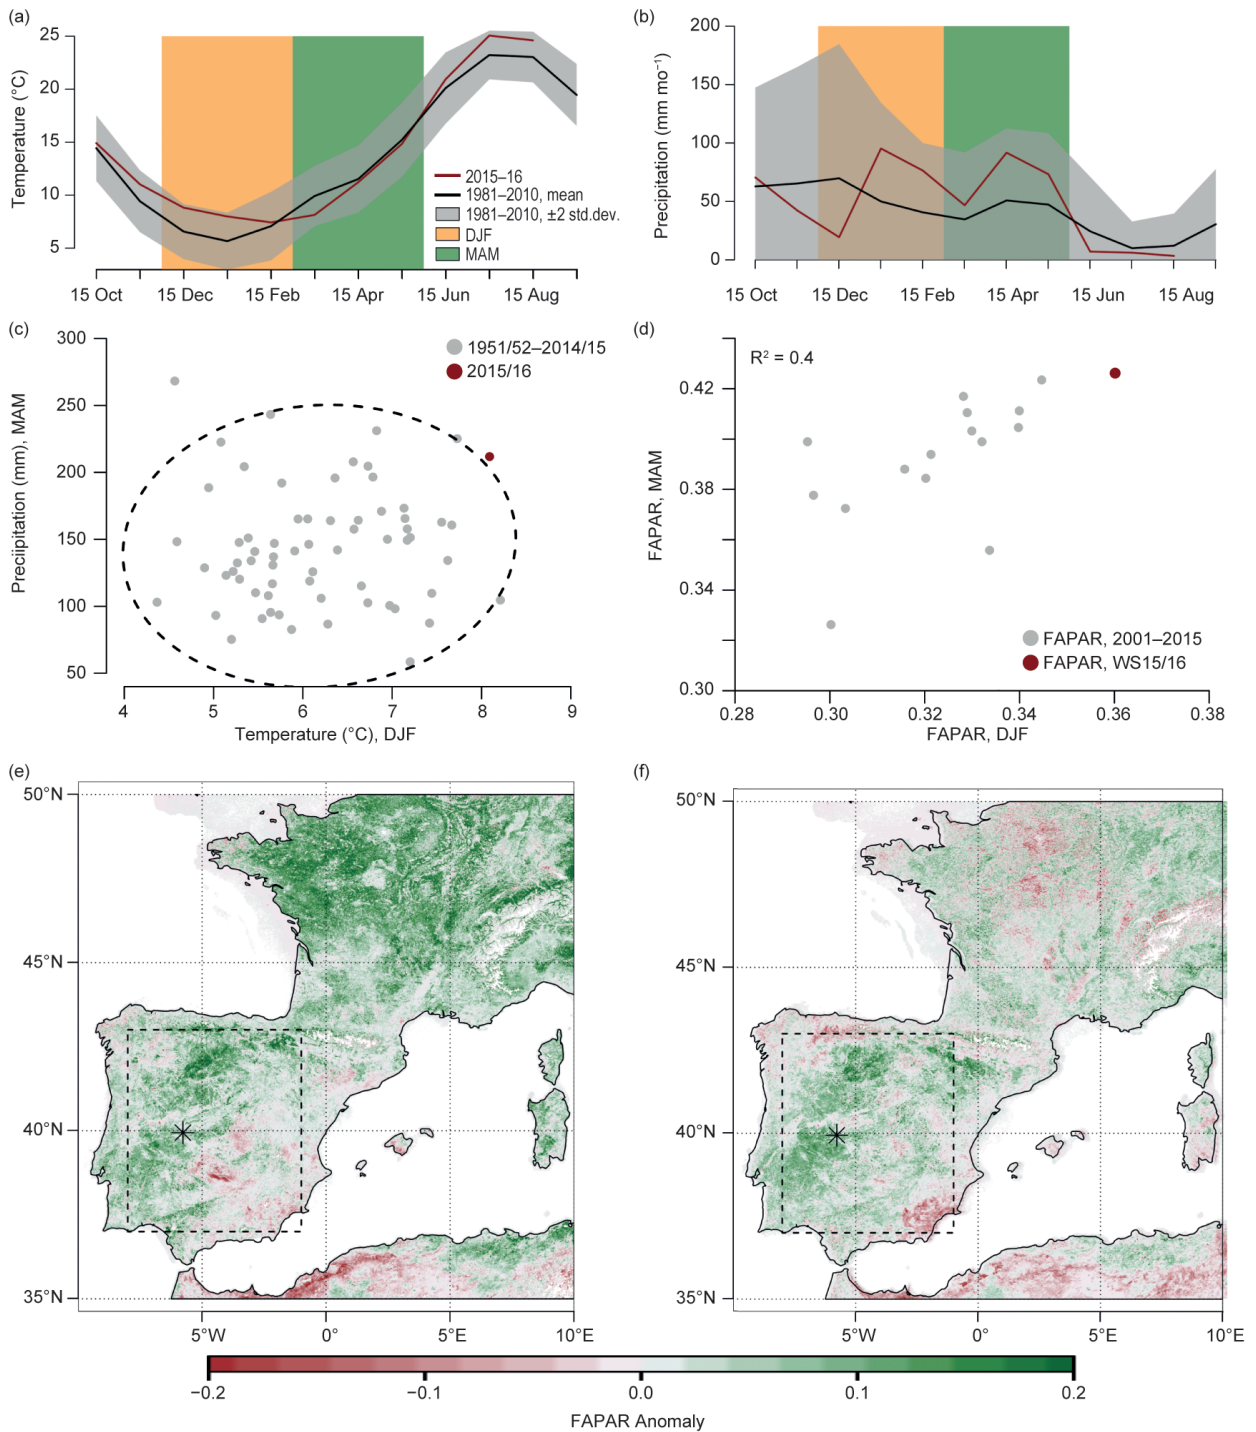 (a)
25
20
15
10
5
Temperature (°C)
2015–16
1981–2010, mean
1981–2010, ±2 std.dev.
DJF
MAM
15 Oct 15 Dec 15 Feb 15 Apr 15 Jun 15 Aug
(b)
200
150
100
50
0
Precipitation (mm mo⁻¹)
15 Oct 15 Dec 15 Feb 15 Apr 15 Jun 15 Aug
(c)
300
250
200
150
100
50
Preciipitation (mm), MAM
1951/52–2014/15
2015/16
4 5 6 7 8 9
Temperature (°C), DJF
(d)
R² = 0.4
0.42
0.38
0.34
0.30
FAPAR, MAM
FAPAR, 2001–2015
FAPAR, WS15/16
0.28 0.30 0.32 0.34 0.36 0.38
FAPAR, DJF
(e)
50°N
45°N
40°N
35°N
5°W 0° 5°E 10°E
(f)
50°N
45°N
40°N
35°N
5°W 0° 5°E 10°E
−0.2 −0.1 0.0 0.1 0.2
FAPAR Anomaly